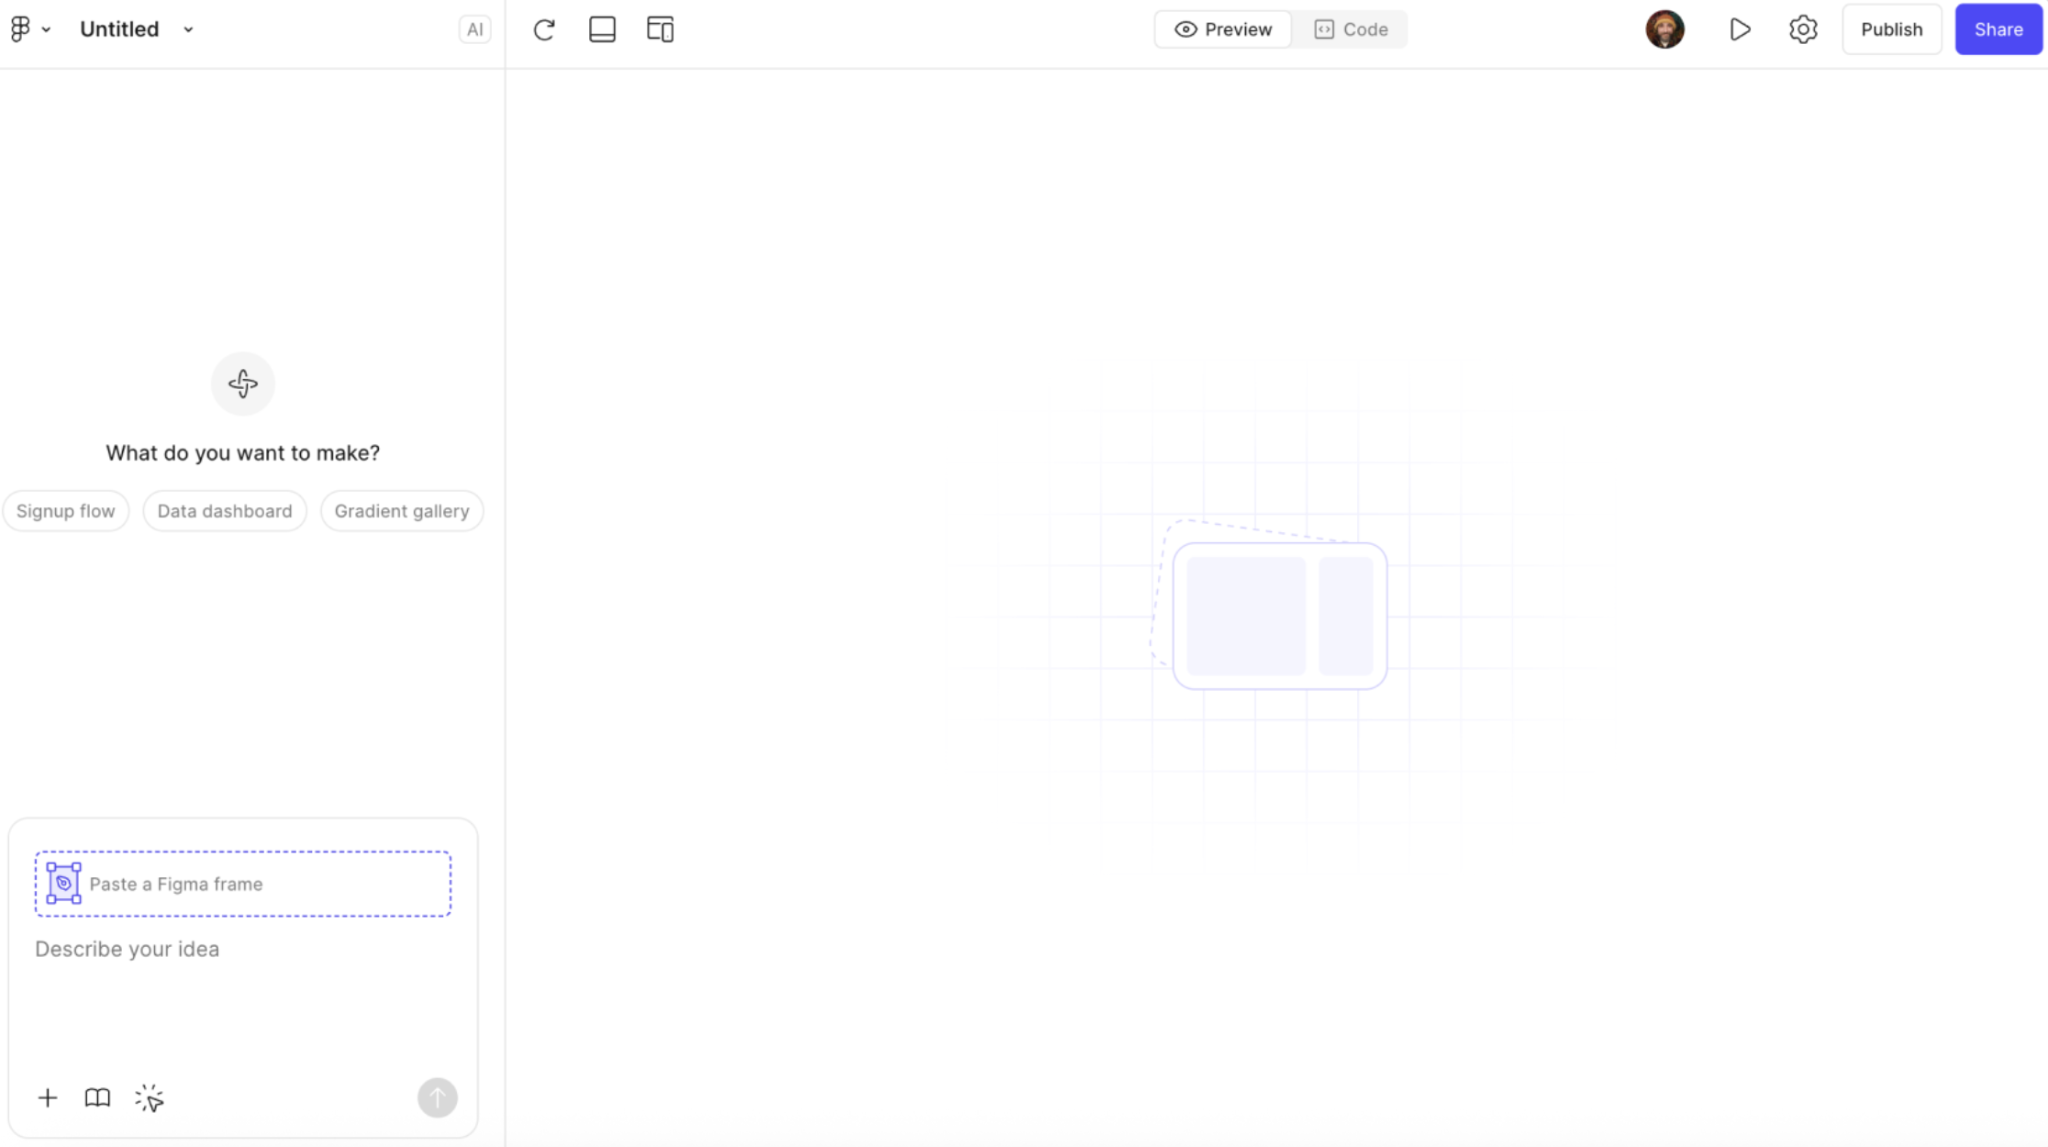 Untitled
AI
Preview
Code
Publish
Share
What do you want to make?
Signup flow
Data dashboard
Gradient gallery
Paste a Figma frame
Describe your idea